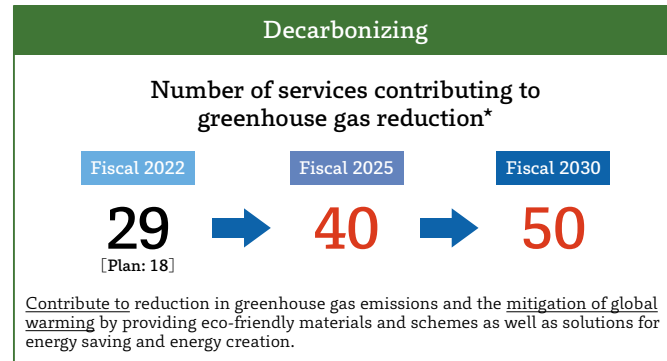 Decarbonizing
Number of services contributing to
greenhouse gas reduction*
Fiscal 2022 Fiscal 2025 Fiscal 2030
29 40 50
[Plan: 18]
Contribute to reduction in greenhouse gas emissions and the mitigation of global
warming by providing eco-friendly materials and schemes as well as solutions for
energy saving and energy creation.